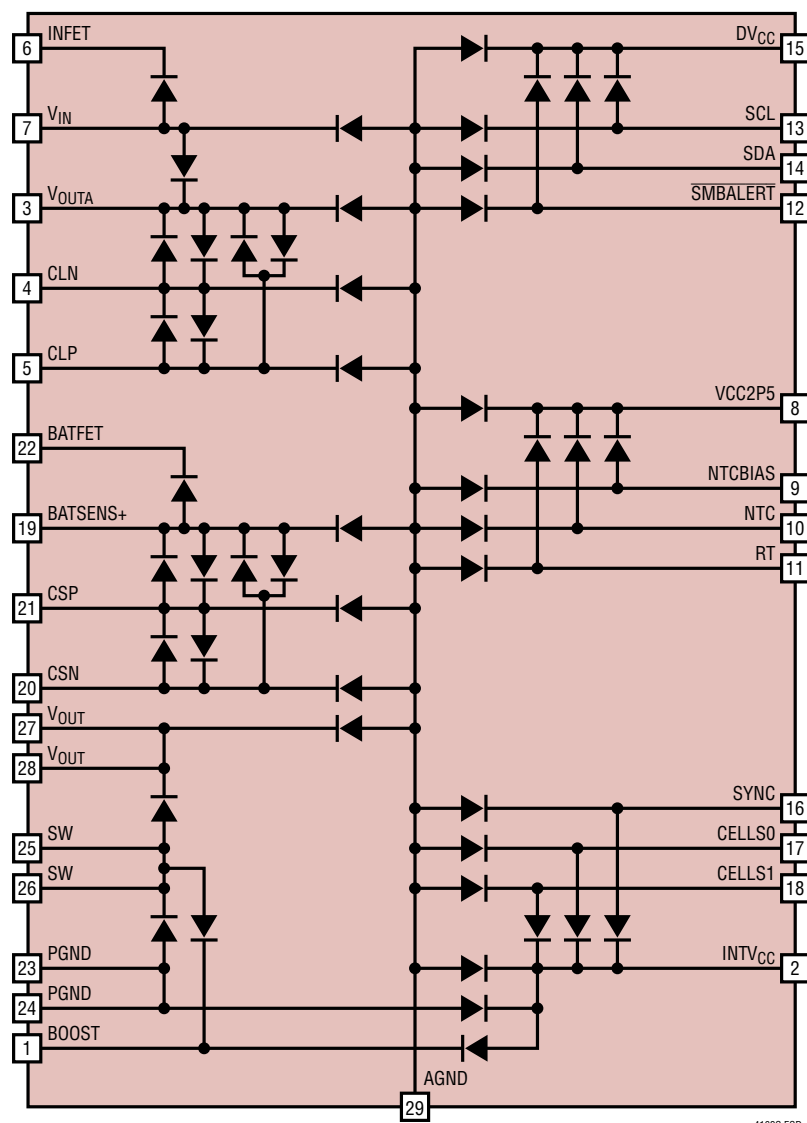 6 INFET
7 VIN
3 VOUTA
4 CLN
5 CLP
22 BATFET
19 BATSENS+
21 CSP
20 CSN
27 VOUT
28 VOUT
25 SW
26 SW
23 PGND
24 PGND
1 BOOST
DVCC 15
SCL 13
SDA 14
SMBALERT 12
VCC2P5 8
NTCBIAS 9
NTC 10
RT 11
SYNC 16
CELLS0 17
CELLS1 18
INTVCC 2
AGND
29